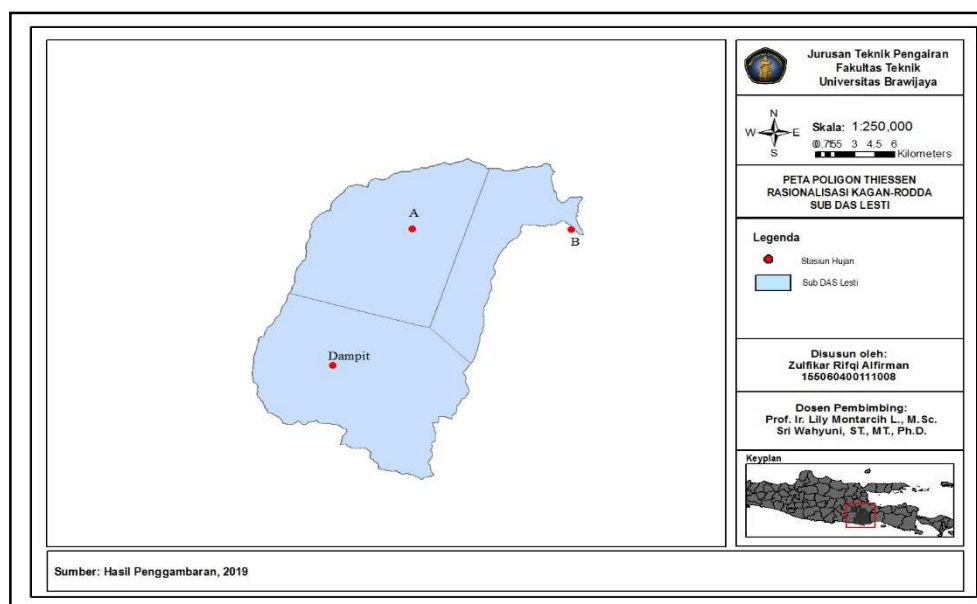 A
B
Dampit
Jurusan Teknik Pengairan
Fakultas Teknik
Universitas Brawijaya
N
W E
S
Skala: 1:250,000
3 4.5 6
Kilometers
PETA POLIGON THIESSEN
RASIONALISASI KAGAN-RODDA
SUB DAS LESTI
Legenda
Stasiun Hujan
Sub DAS Lesti
Disusun oleh:
Zulfikar Rifqi Alfirman
155060400111008
Dosen Pembimbing:
Prof. Ir. Lily Montarcih L., M.Sc.
Sri Wahyuni, ST., MT., Ph.D.
Keyplan
Sumber: Hasil Penggambaran, 2019